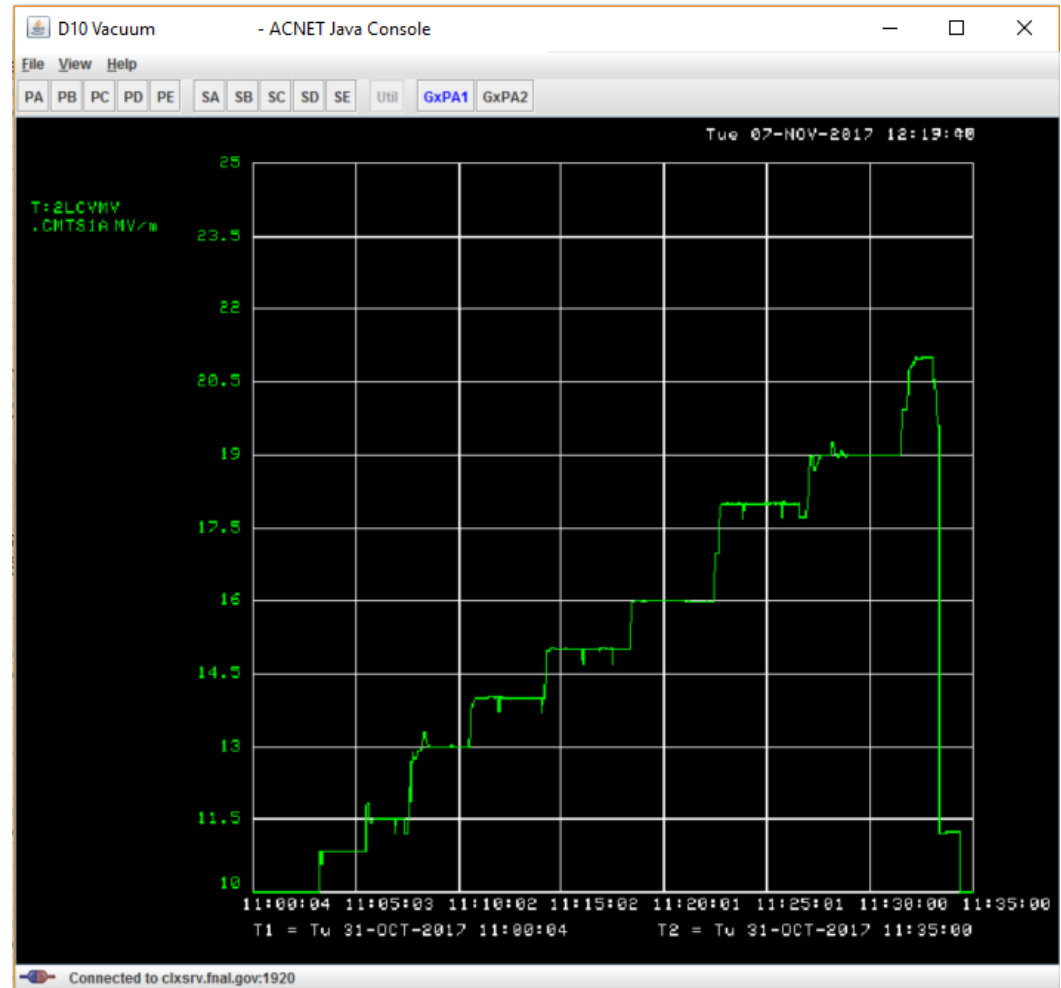 D10 Vacuum - ACNET Java Console
File View Help
PA PB PC PD PE SA SB SC SD SE Util GxPA1 GxPA2
Tue 07-NOV-2017
T:2LCVMV
.CMTS1A MV/m
25
23.5
22
20.5
19
17.5
16
14.5
13
11.5
10
11:00:04 11:05:03 11:10:02 11:15:02 11:20:01 11:25:01 11:30:00 11:35:00
T1 = Tu 31-OCT-2017 11:00:04 T2 = Tu 31-OCT-2017 11:35:00
Connected to clxsrv.fnal.gov:1920